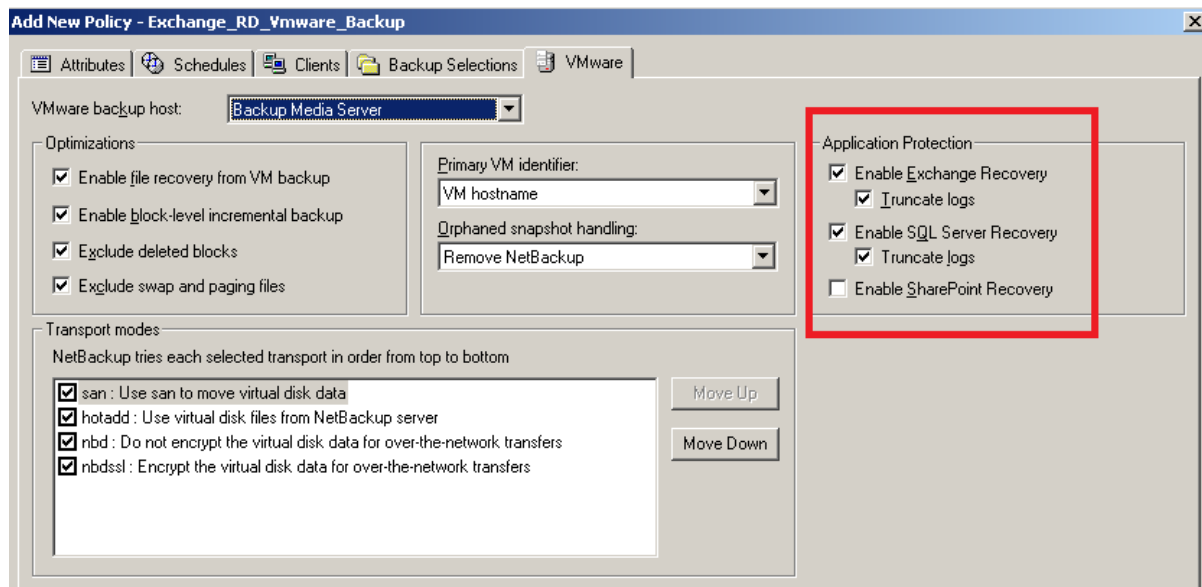 Add New Policy - Exchange_RD_Vmware_Backup
Attributes Schedules Clients Backup Selections VMware
VMware backup host: Backup Media Server
Optimizations
Enable file recovery from VM backup
Enable block-level incremental backup
Exclude deleted blocks
Exclude swap and paging files
Primary VM identifier:
VM hostname
Orphaned snapshot handling:
Remove NetBackup
Application Protection
Enable Exchange Recovery
Truncate logs
Enable SQL Server Recovery
Truncate logs
Enable SharePoint Recovery
Transport modes
NetBackup tries each selected transport in order from top to bottom
san : Use san to move virtual disk data
hotadd : Use virtual disk files from NetBackup server
nbd : Do not encrypt the virtual disk data for over-the-network transfers
nbdssl : Encrypt the virtual disk data for over-the-network transfers
Move Up
Move Down